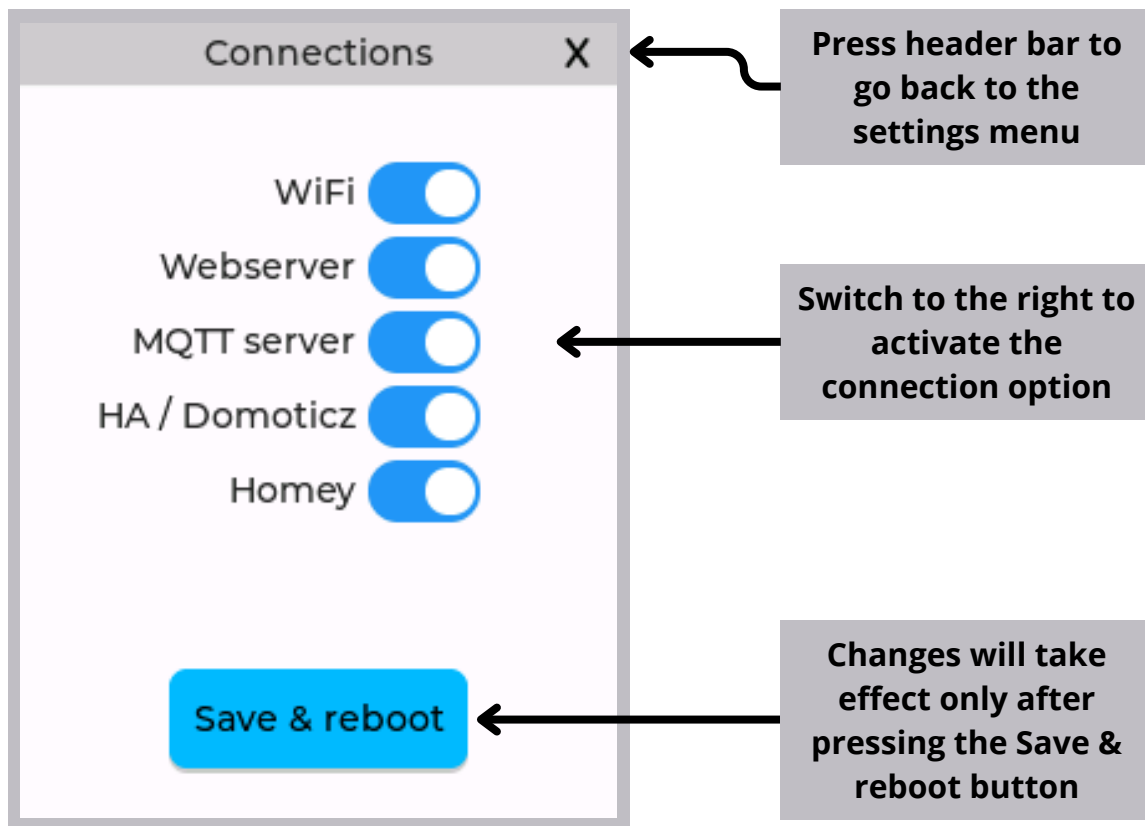 Connections X
WiFi
Webserver
MQTT server
HA / Domoticz
Homey
Save & reboot
Press header bar to
go back to the
settings menu
Switch to the right to
activate the
connection option
Changes will take
effect only after
pressing the Save &
reboot button